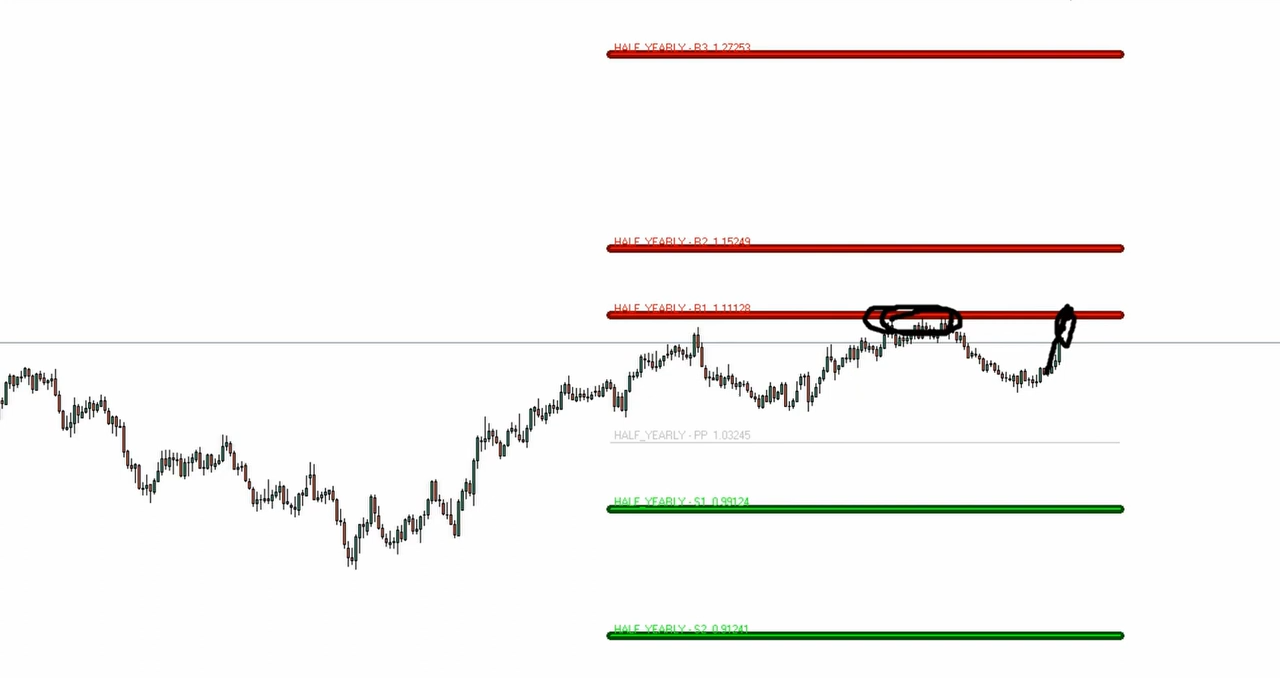 HALF_YEARLY - R3 1.27253
HALF_YEARLY - R2 1.15249
HALF_YEARLY - R1 1.11128
HALF_YEARLY - PP 1.03245
HALF_YEARLY - S1 0.99124
HALF_YEARLY - S2 0.91241